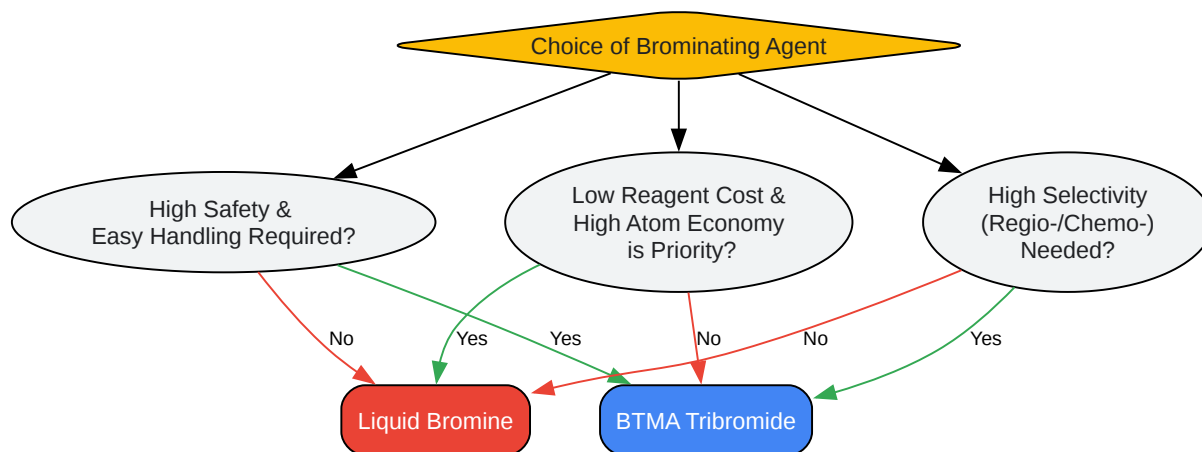 Choice of Brominating Agent
High Safety &
Easy Handling Required?
Low Reagent Cost &
High Atom Economy
is Priority?
High Selectivity
(Regio-/Chemo-)
Needed?
No
Yes
Yes
No
No
Yes
Liquid Bromine
BTMA Tribromide